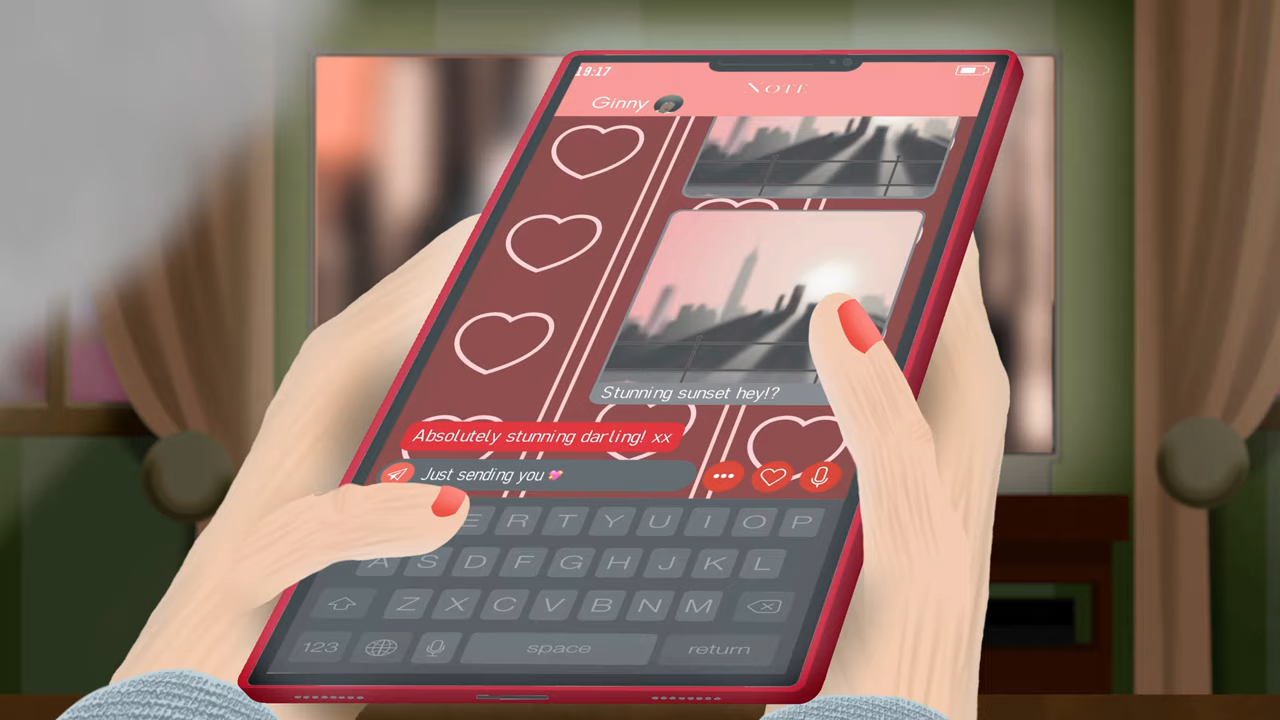 19:17
NOTE
Ginny
Stunning sunset hey!?
Absolutely stunning darling! xx
Just sending you 💘
E R T Y U I O P
A S D F G H J K L
Z X C V B N M
123 space return